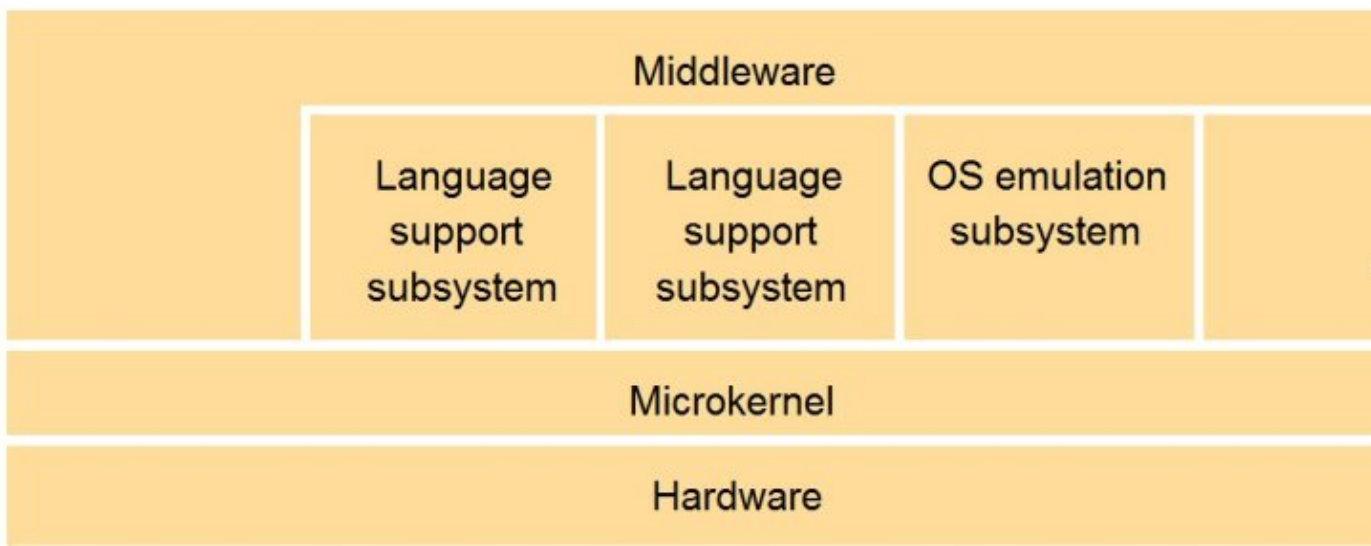 Middleware
Language
support
subsystem
Language
support
subsystem
OS emulation
subsystem
Microkernel
Hardware